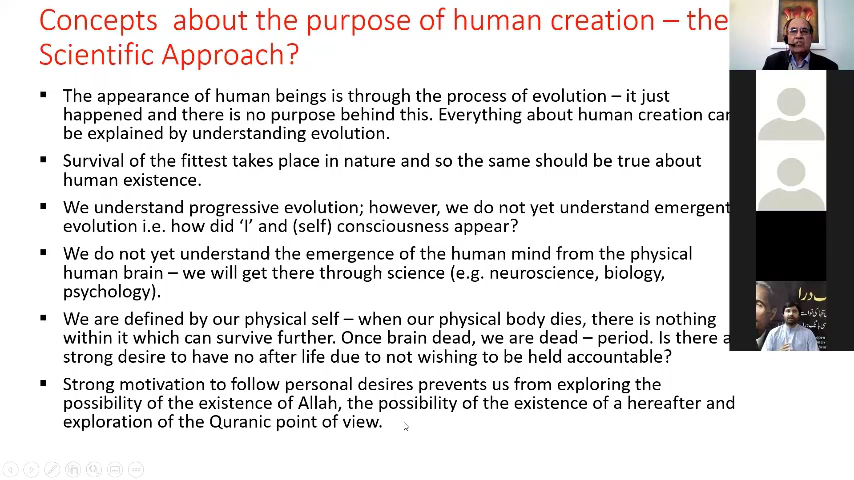 Concepts about the purpose of human creation – the
Scientific Approach?
▪ The appearance of human beings is through the process of evolution – it just
happened and there is no purpose behind this. Everything about human creation can
be explained by understanding evolution.
▪ Survival of the fittest takes place in nature and so the same should be true about
human existence.
▪ We understand progressive evolution; however, we do not yet understand emergent
evolution i.e. how did ‘I’ and (self) consciousness appear?
▪ We do not yet understand the emergence of the human mind from the physical
human brain – we will get there through science (e.g. neuroscience, biology,
psychology).
▪ We are defined by our physical self – when our physical body dies, there is nothing
within it which can survive further. Once brain dead, we are dead – period. Is there a
strong desire to have no after life due to not wishing to be held accountable?
▪ Strong motivation to follow personal desires prevents us from exploring the
possibility of the existence of Allah, the possibility of the existence of a hereafter and
exploration of the Quranic point of view.